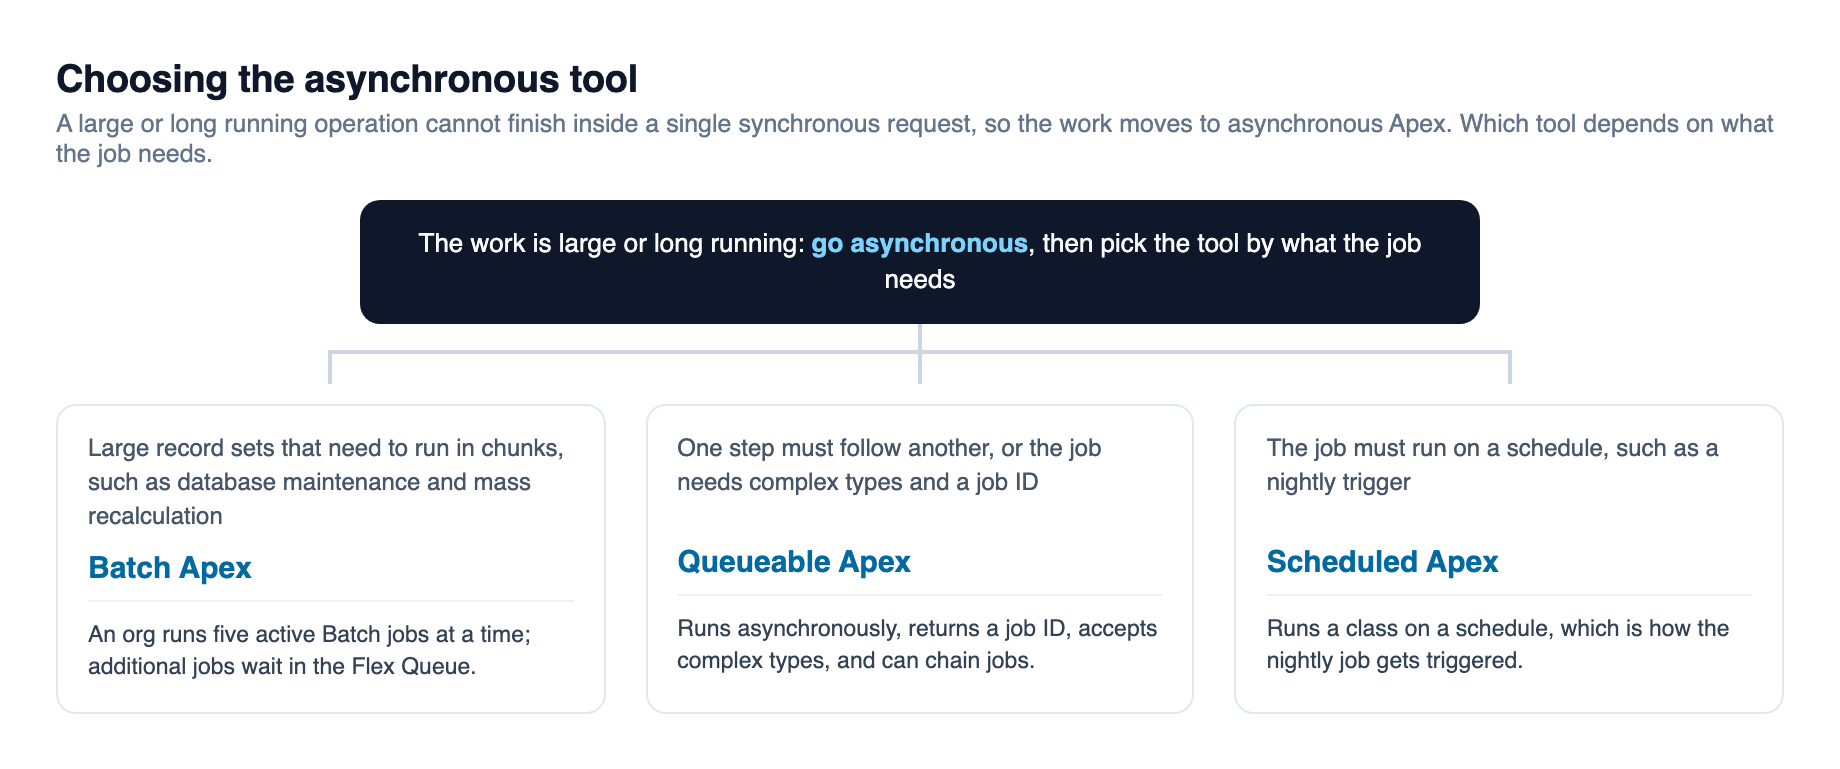 Choosing the asynchronous tool
A large or long running operation cannot finish inside a single synchronous request, so the work moves to asynchronous Apex. Which tool depends on what
the job needs.
The work is large or long running: go asynchronous, then pick the tool by what the job
needs
Large record sets that need to run in chunks,
such as database maintenance and mass
recalculation
Batch Apex
An org runs five active Batch jobs at a time;
additional jobs wait in the Flex Queue.
One step must follow another, or the job
needs complex types and a job ID
Queueable Apex
Runs asynchronously, returns a job ID, accepts
complex types, and can chain jobs.
The job must run on a schedule, such as a
nightly trigger
Scheduled Apex
Runs a class on a schedule, which is how the
nightly job gets triggered.